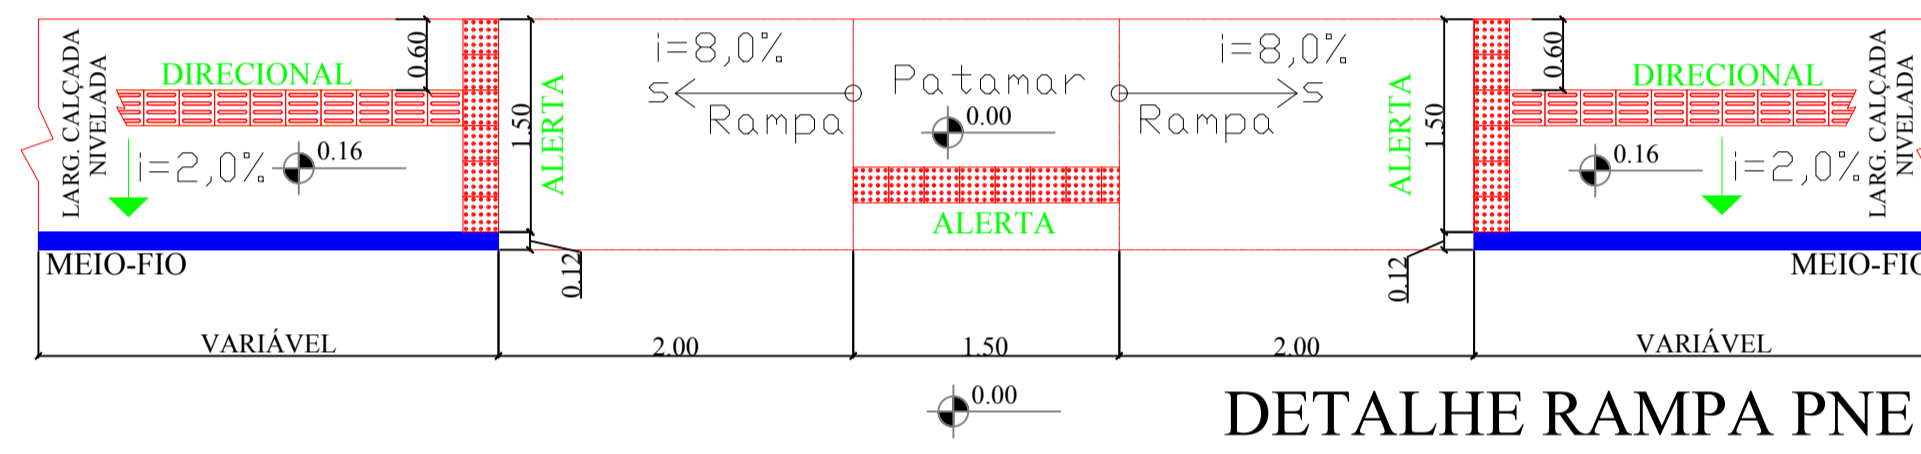 LARG. CALÇADA
NIVELADA
DIRECIONAL
0.60
i=2,0%
0.16
1.50
ALERTA
i=8,0%
S
Rampa
Patamar
0.00
ALERTA
i=8,0%
S
Rampa
ALERTA
1.50
0.60
DIRECIONAL
0.16
i=2,0%
LARG. CALÇADA
NIVELADA
MEIO-FIO
0.12
0.12
MEIO-FIO
VARIÁVEL
2.00
1.50
2.00
VARIÁVEL
0.00
DETALHE RAMPA PNE